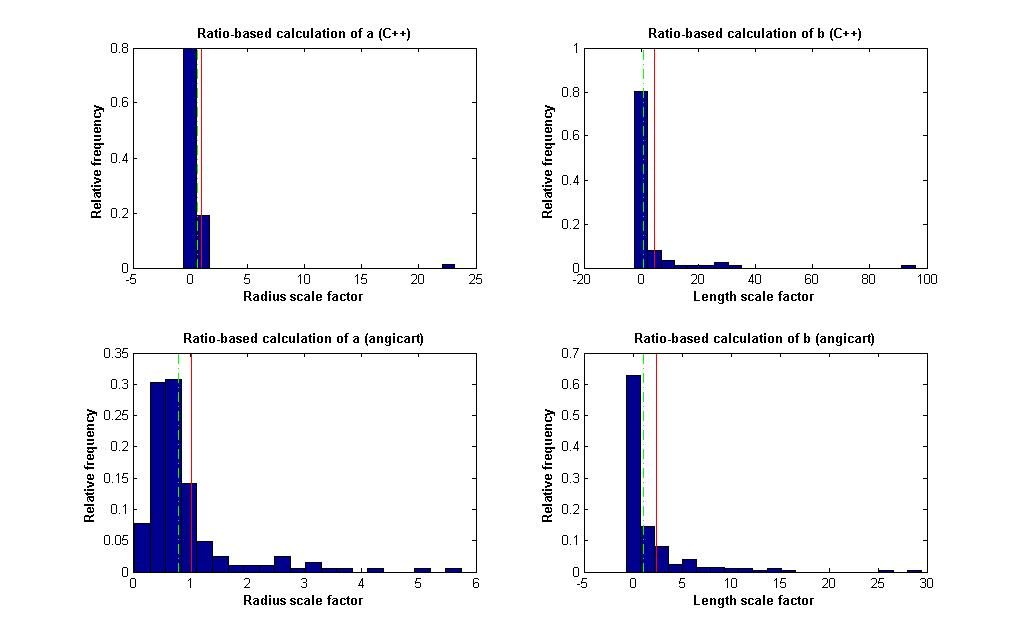 Ratio-based calculation of a (C++)
0.8
0.6
0.4
0.2
0
Relative frequency
-5 0 5 10 15 20 25
Radius scale factor
Ratio-based calculation of b (C++)
1
0.8
0.6
0.4
0.2
0
Relative frequency
-20 0 20 40 60 80 100
Length scale factor
Ratio-based calculation of a (angicart)
0.35
0.3
0.25
0.2
0.15
0.1
0.05
0
Relative frequency
0 1 2 3 4 5 6
Radius scale factor
Ratio-based calculation of b (angicart)
0.7
0.6
0.5
0.4
0.3
0.2
0.1
0
Relative frequency
-5 0 5 10 15 20 25 30
Length scale factor